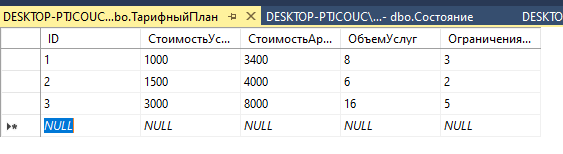 DESKTOP-PTJCOUC...bo.ТарифныйПлан DESKTOP-PTJCOUC\...- dbo.Состояние DESKTO
ID СтоимостьУс... СтоимостьАр... ОбъемУслуг Ограничения...
1 1000 3400 8 3
2 1500 4000 6 2
3 3000 8000 16 5
NULL NULL NULL NULL NULL